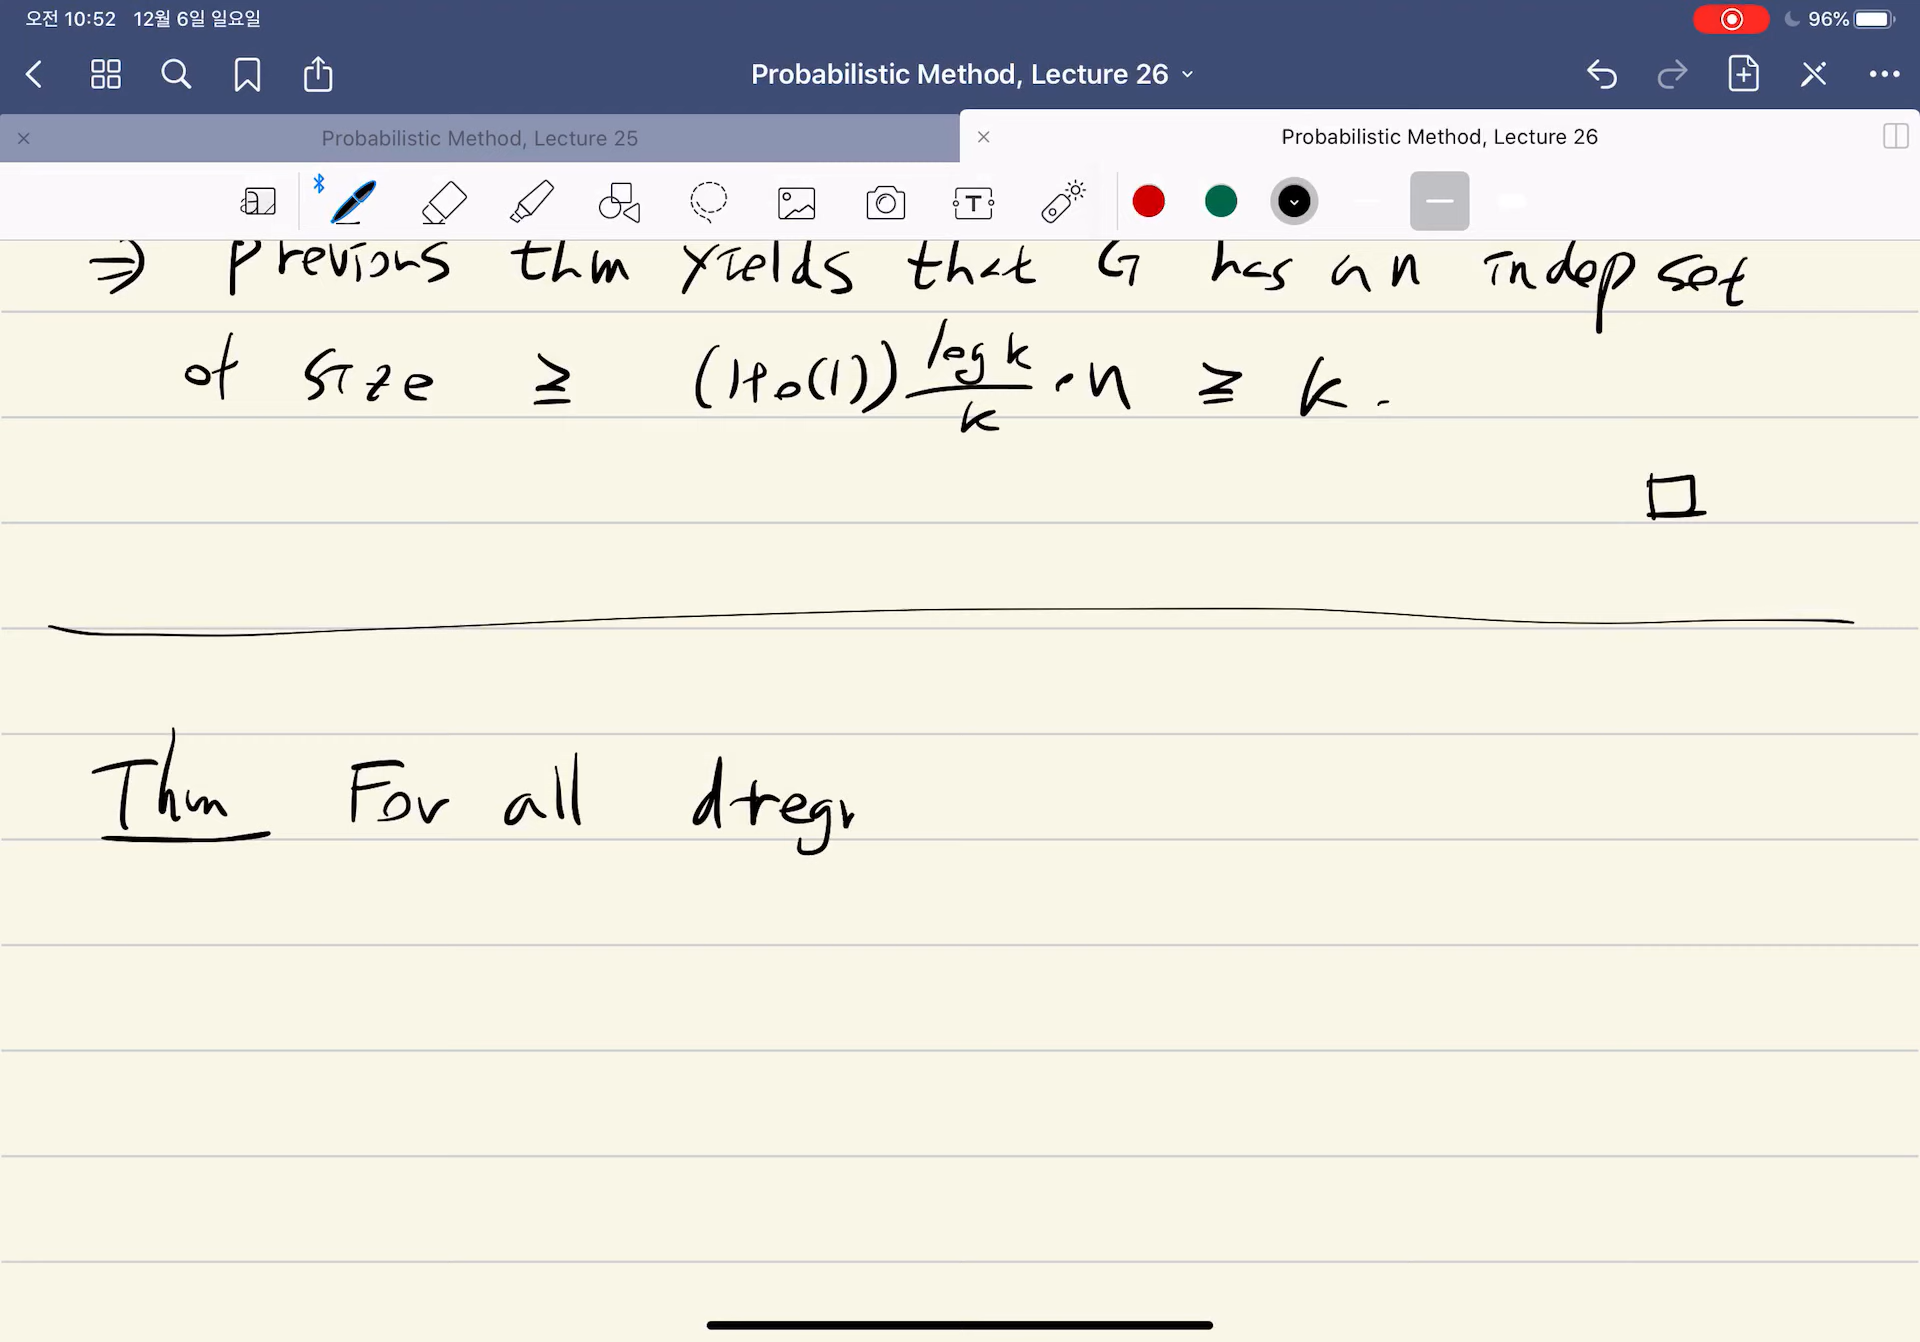 오전 10:52 12월 6일 일요일 96%
Probabilistic Method, Lecture 26
Probabilistic Method, Lecture 25 Probabilistic Method, Lecture 26
⇒ Previous thm yields that G has an indep set
of size ≥ (1+o(1)) log k / k · n ≥ k.
□
Thm For all d-regu